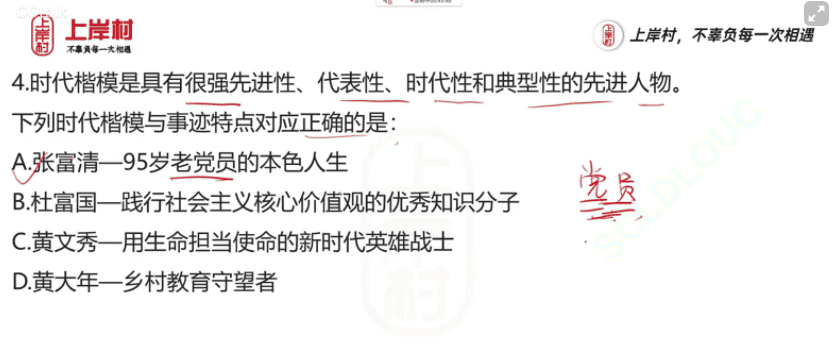 上岸村
不辜负每一次相遇
上岸村,不辜负每一次相遇
4.时代楷模是具有很强先进性、代表性、时代性和典型性的先进人物。
下列时代楷模与事迹特点对应正确的是:
A.张富清—95岁老党员的本色人生
党员
B.杜富国—践行社会主义核心价值观的优秀知识分子
C.黄文秀—用生命担当使命的新时代英雄战士
D.黄大年—乡村教育守望者
上岸村